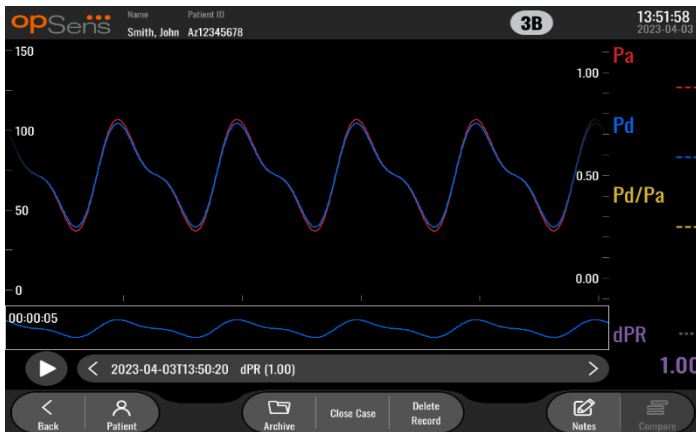 opSens
Name Patient ID
Smith, John Az12345678
3B
13:51:58
2023-04-03
150
100
50
0
1.00
0.50
0.00
Pa
---
Pd
---
Pd/Pa
---
00:00:05
dPR ---
1.00
2023-04-03T13:50:20 dPR (1.00)
Back
Patient
Archive
Close Case
Delete
Record
Notes
Compare